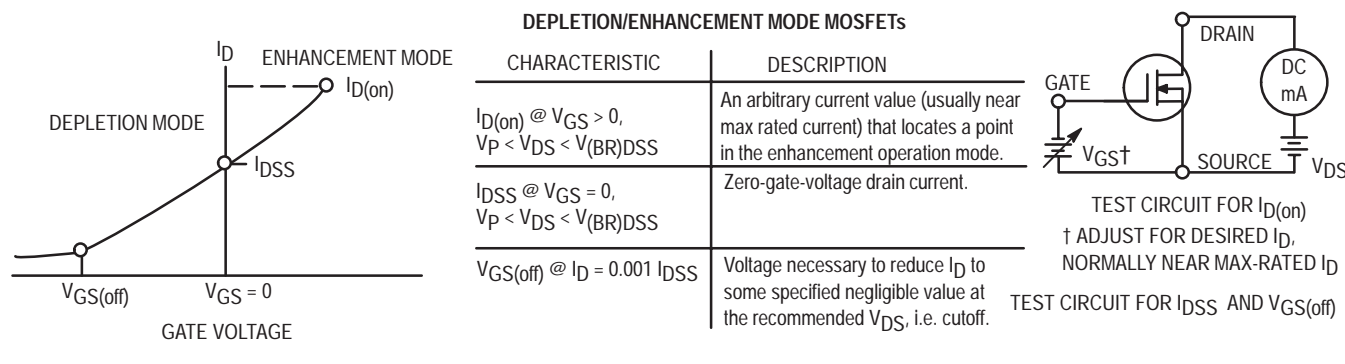 DEPLETION/ENHANCEMENT MODE MOSFETs
ID
ENHANCEMENT MODE
ID(on)
DEPLETION MODE
IDSS
VGS(off)
VGS = 0
GATE VOLTAGE
CHARACTERISTIC
DESCRIPTION
ID(on) @ VGS > 0,
VP < VDS < V(BR)DSS
An arbitrary current value (usually near
max rated current) that locates a point
in the enhancement operation mode.
IDSS @ VGS = 0,
VP < VDS < V(BR)DSS
Zero-gate-voltage drain current.
VGS(off) @ ID = 0.001 IDSS
Voltage necessary to reduce ID to
some specified negligible value at
the recommended VDS, i.e. cutoff.
DRAIN
DC
mA
GATE
VGS†
SOURCE
VDS
TEST CIRCUIT FOR ID(on)
† ADJUST FOR DESIRED ID,
NORMALLY NEAR MAX-RATED ID
TEST CIRCUIT FOR IDSS AND VGS(off)